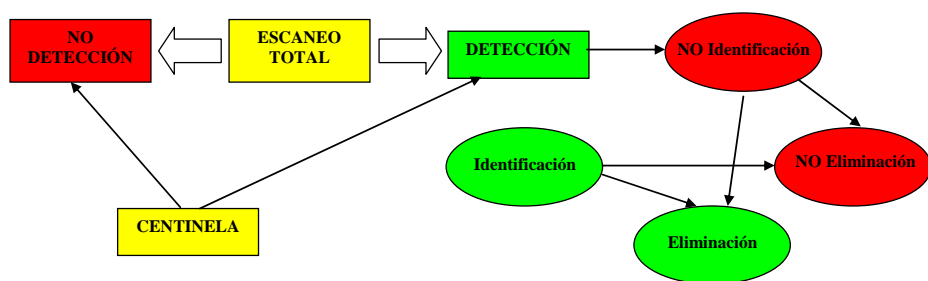 NO
DETECCIÓN
ESCANEO
TOTAL
DETECCIÓN
NO Identificación
Identificación
NO Eliminación
CENTINELA
Eliminación